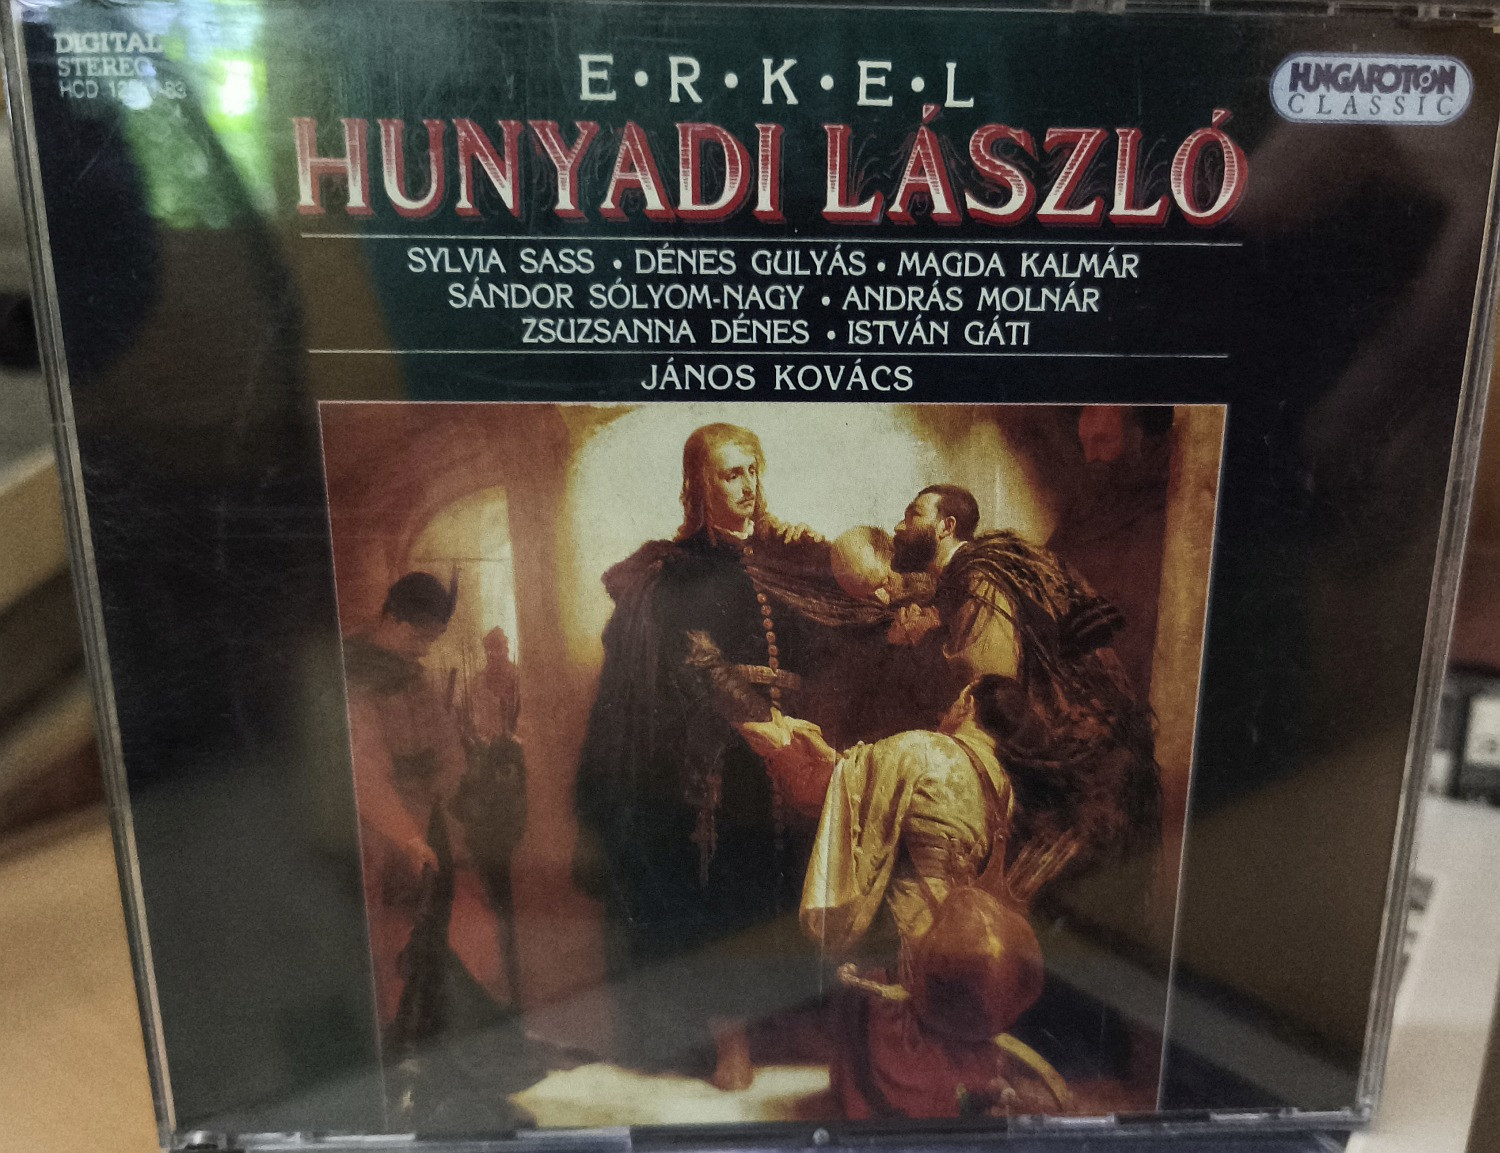 DIGITAL
STEREO
HCD
E•R•K•E•L
HUNGAROTON
CLASSIC
HUNYADI LÁSZLÓ
SYLVIA SASS • DÉNES GULYÁS • MAGDA KALMÁR
SÁNDOR SÓLYOM-NAGY • ANDRÁS MOLNÁR
ZSUZSANNA DÉNES • ISTVÁN GÁTI
JÁNOS KOVÁCS